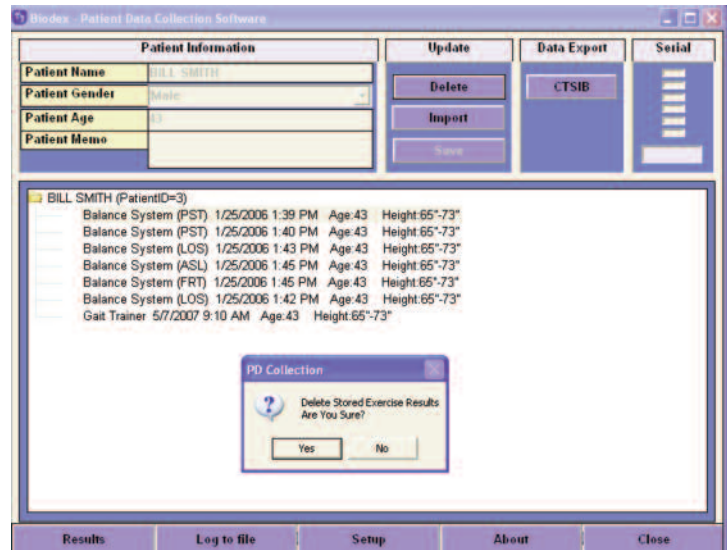 Biodex - Patient Data Collection Software
Patient Information
Update
Data Export
Serial
Patient Name
BILL SMITH
Patient Gender
Male
Patient Age
43
Patient Memo
Delete
Import
Save
CTSIB
BILL SMITH (PatientID=3)
Balance System (PST) 1/25/2006 1:39 PM Age:43 Height:65"-73"
Balance System (PST) 1/25/2006 1:40 PM Age:43 Height:65"-73"
Balance System (LOS) 1/25/2006 1:43 PM Age:43 Height:65"-73"
Balance System (ASL) 1/25/2006 1:45 PM Age:43 Height:65"-73"
Balance System (FRT) 1/25/2006 1:45 PM Age:43 Height:65"-73"
Balance System (LOS) 1/25/2006 1:42 PM Age:43 Height:65"-73"
Gait Trainer 5/7/2007 9:10 AM Age:43 Height:65"-73"
PD Collection
Delete Stored Exercise Results
Are You Sure?
Yes No
Results Log to file Setup About Close